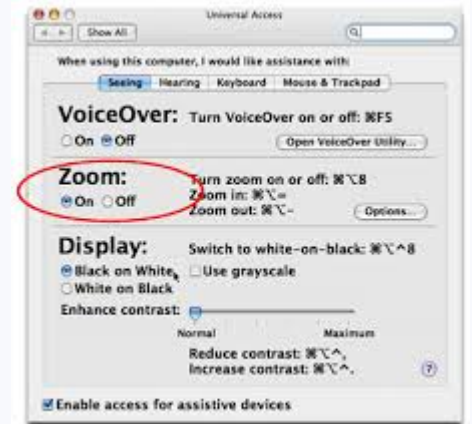 Universal Access
Show All
When using this computer, I would like assistance with:
Seeing Hearing Keyboard Mouse & Trackpad
VoiceOver: Turn VoiceOver on or off: ⌘F5
On Off Open VoiceOver Utility...
Zoom: Turn zoom on or off: ⌘⌥8
Zoom in: ⌘⌥=
On Off
Zoom out: ⌘⌥- Options...
Display: Switch to white-on-black: ⌘⌥^8
Black on White Use grayscale
White on Black
Enhance contrast:
Normal Maximum
Reduce contrast: ⌘⌥^,
Increase contrast: ⌘⌥^.
?
Enable access for assistive devices